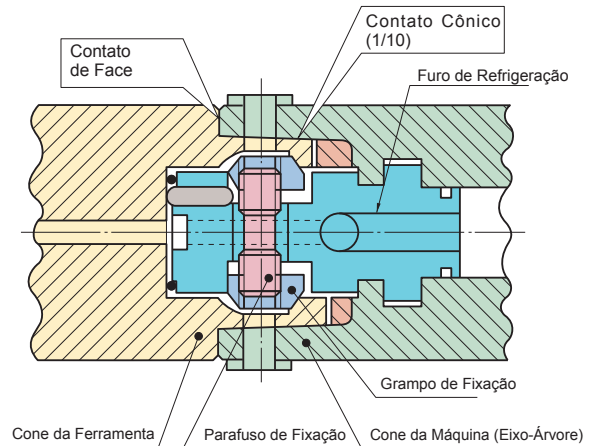 Contato Cônico
(1/10)
Contato
de Face
Furo de Refrigeração
Grampo de Fixação
Cone da Ferramenta
Parafuso de Fixação
Cone da Máquina (Eixo-Árvore)